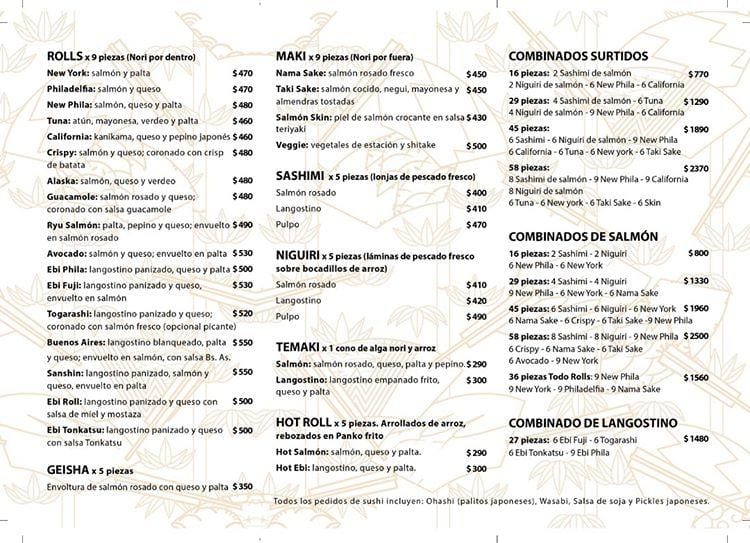 ROLLS x 9 piezas (Nori por dentro)
New York: salmón y palta $ 470
Philadelfia: salmón y queso $ 470
New Phila: salmón, queso y palta $ 480
Tuna: atún, mayonesa, verdeo y palta $ 460
California: kanikama, queso y pepino japonés $ 460
Crispy: salmón y queso; coronado con crisp $ 480
de batata
Alaska: salmón, queso y verdeo $ 480
Guacamole: salmón rosado y queso; $ 480
coronado con salsa guacamole
Ryu Salmón: palta, pepino y queso; envuelto $ 490
en salmón rosado
Avocado: salmón y queso; envuelto en palta $ 530
Ebi Phila: langostino panizado, queso y palta $ 500
Ebi Fuji: langostino panizado y queso, $ 530
envuelto en salmón
Togarashi: langostino panizado y queso; $ 520
coronado con salmón fresco (opcional picante)
Buenos Aires: langostino blanqueado, palta $ 550
y queso; envuelto en salmón, con salsa Bs. As.
Sanshin: langostino panizado, salmón y $ 550
queso, envuelto en palta
Ebi Roll: langostino panizado y queso con $ 500
salsa de miel y mostaza
Ebi Tonkatsu: langostino panizado y queso $ 500
con salsa Tonkatsu
GEISHA x 5 piezas
Envoltura de salmón rosado con queso y palta $ 350
MAKI x 9 piezas (Nori por fuera)
Nama Sake: salmón rosado fresco $ 450
Taki Sake: salmón cocido, negui, mayonesa y $ 450
almendras tostadas
Salmón Skin: piel de salmón crocante en salsa $ 430
teriyaki
Veggie: vegetales de estación y shitake $ 500
SASHIMI x 5 piezas (lonjas de pescado fresco)
Salmón rosado $ 400
Langostino $ 410
Pulpo $ 470
NIGUIRI x 5 piezas (láminas de pescado fresco
sobre bocadillos de arroz)
Salmón rosado $ 410
Langostino $ 420
Pulpo $ 490
TEMAKI x 1 cono de alga nori y arroz
Salmón: salmón rosado, queso, palta y pepino. $ 290
Langostino: langostino empanado frito, $ 300
queso y palta
HOT ROLL x 5 piezas. Arrollados de arroz,
rebozados en Panko frito
Hot Salmón: salmón, queso y palta. $ 290
Hot Ebi: langostino, queso y palta. $ 300
COMBINADOS SURTIDOS
16 piezas: 2 Sashimi de salmón $ 770
2 Niguiri de salmón - 6 New Phila - 6 California
29 piezas: 4 Sashimi de salmón - 6 Tuna $ 1290
4 Niguiri de salmón - 9 New Phila - 6 California
45 piezas: $ 1890
6 Sashimi - 6 Niguiri de salmón - 9 New Phila
6 California - 6 Tuna - 6 New york - 6 Taki Sake
58 piezas: $ 2370
8 Sashimi de salmón - 9 New Phila - 9 California
8 Niguiri de salmón
6 Tuna - 6 New york - 6 Taki Sake - 6 Skin
COMBINADOS DE SALMÓN
16 piezas: 2 Sashimi - 2 Niguiri $ 800
6 New Phila - 6 New York
29 piezas: 4 Sashimi - 4 Niguiri $ 1330
9 New Phila - 6 New York - 6 Nama Sake
45 piezas: 6 Sashimi - 6 Niguiri - 6 New York $ 1960
6 Nama Sake - 6 Crispy - 6 Taki Sake - 9 New Phila
58 piezas: 8 Sashimi - 8 Niguiri - 9 New Phila $ 2500
6 Crispy - 6 Nama Sake - 6 Taki Sake
6 Avocado - 9 New York
36 piezas Todo Rolls: 9 New Phila $ 1560
9 New York - 9 Philadelfia - 9 Nama Sake
COMBINADO DE LANGOSTINO
27 piezas: 6 Ebi Fuji - 6 Togarashi $ 1480
6 Ebi Tonkatsu - 9 Ebi Phila
Todos los pedidos de sushi incluyen: Ohashi (palitos japoneses), Wasabi, Salsa de soja y Pickles japoneses.